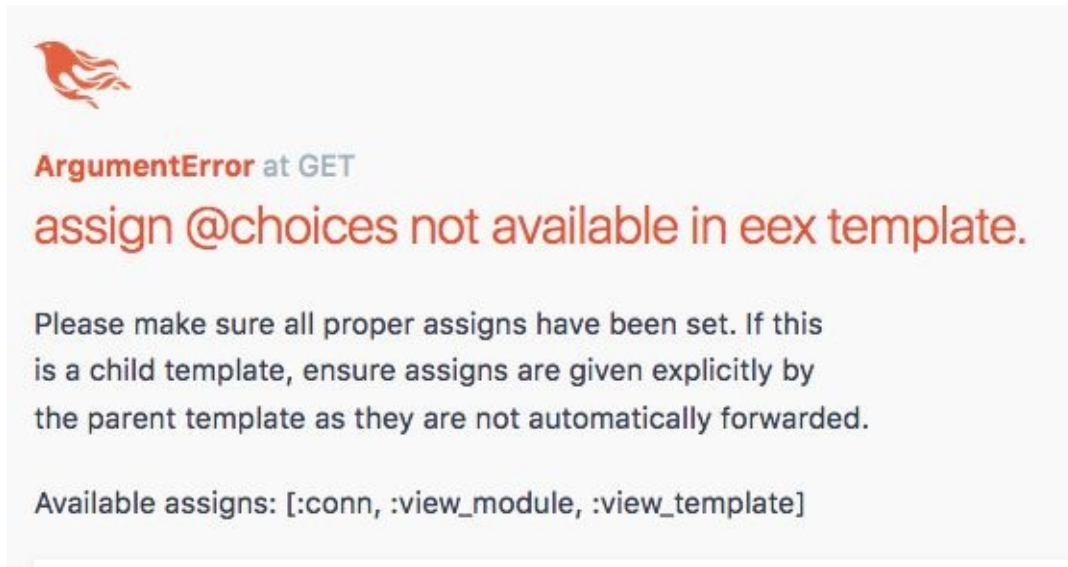 ArgumentError at GET
assign @choices not available in eex template.
Please make sure all proper assigns have been set. If this
is a child template, ensure assigns are given explicitly by
the parent template as they are not automatically forwarded.
Available assigns: [:conn, :view_module, :view_template]